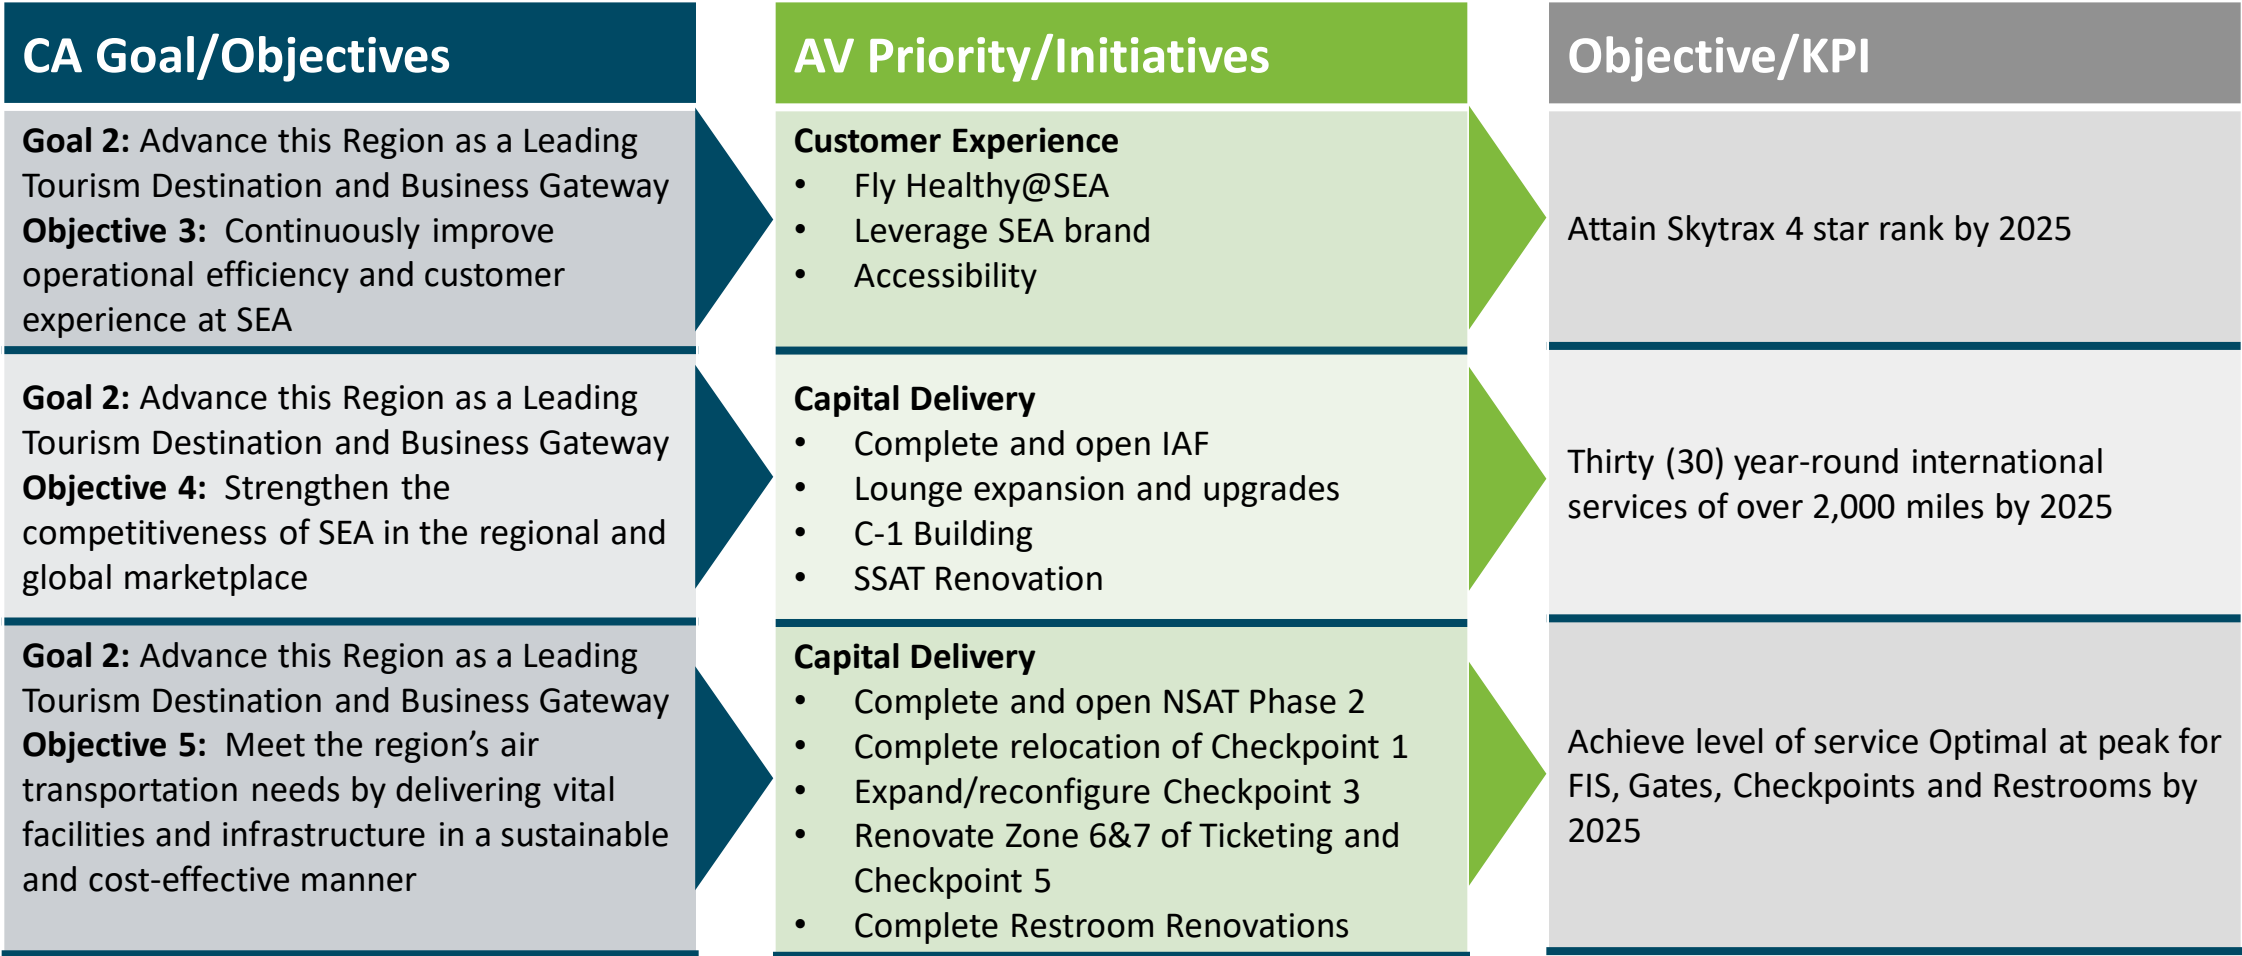 CA Goal/Objectives
AV Priority/Initiatives
Objective/KPI
Goal 2: Advance this Region as a Leading
Tourism Destination and Business Gateway
Objective 3:  Continuously improve
operational efficiency and customer
experience at SEA
Customer Experience
• Fly Healthy@SEA
• Leverage SEA brand
• Accessibility
Attain Skytrax 4 star rank by 2025
Goal 2: Advance this Region as a Leading
Tourism Destination and Business Gateway
Objective 4:  Strengthen the
competitiveness of SEA in the regional and
global marketplace
Capital Delivery
• Complete and open IAF
• Lounge expansion and upgrades
• C-1 Building
• SSAT Renovation
Thirty (30) year-round international
services of over 2,000 miles by 2025
Goal 2: Advance this Region as a Leading
Tourism Destination and Business Gateway
Objective 5:  Meet the region’s air
transportation needs by delivering vital
facilities and infrastructure in a sustainable
and cost-effective manner
Capital Delivery
• Complete and open NSAT Phase 2
• Complete relocation of Checkpoint 1
• Expand/reconfigure Checkpoint 3
• Renovate Zone 6&7 of Ticketing and
Checkpoint 5
• Complete Restroom Renovations
Achieve level of service Optimal at peak for
FIS, Gates, Checkpoints and Restrooms by
2025